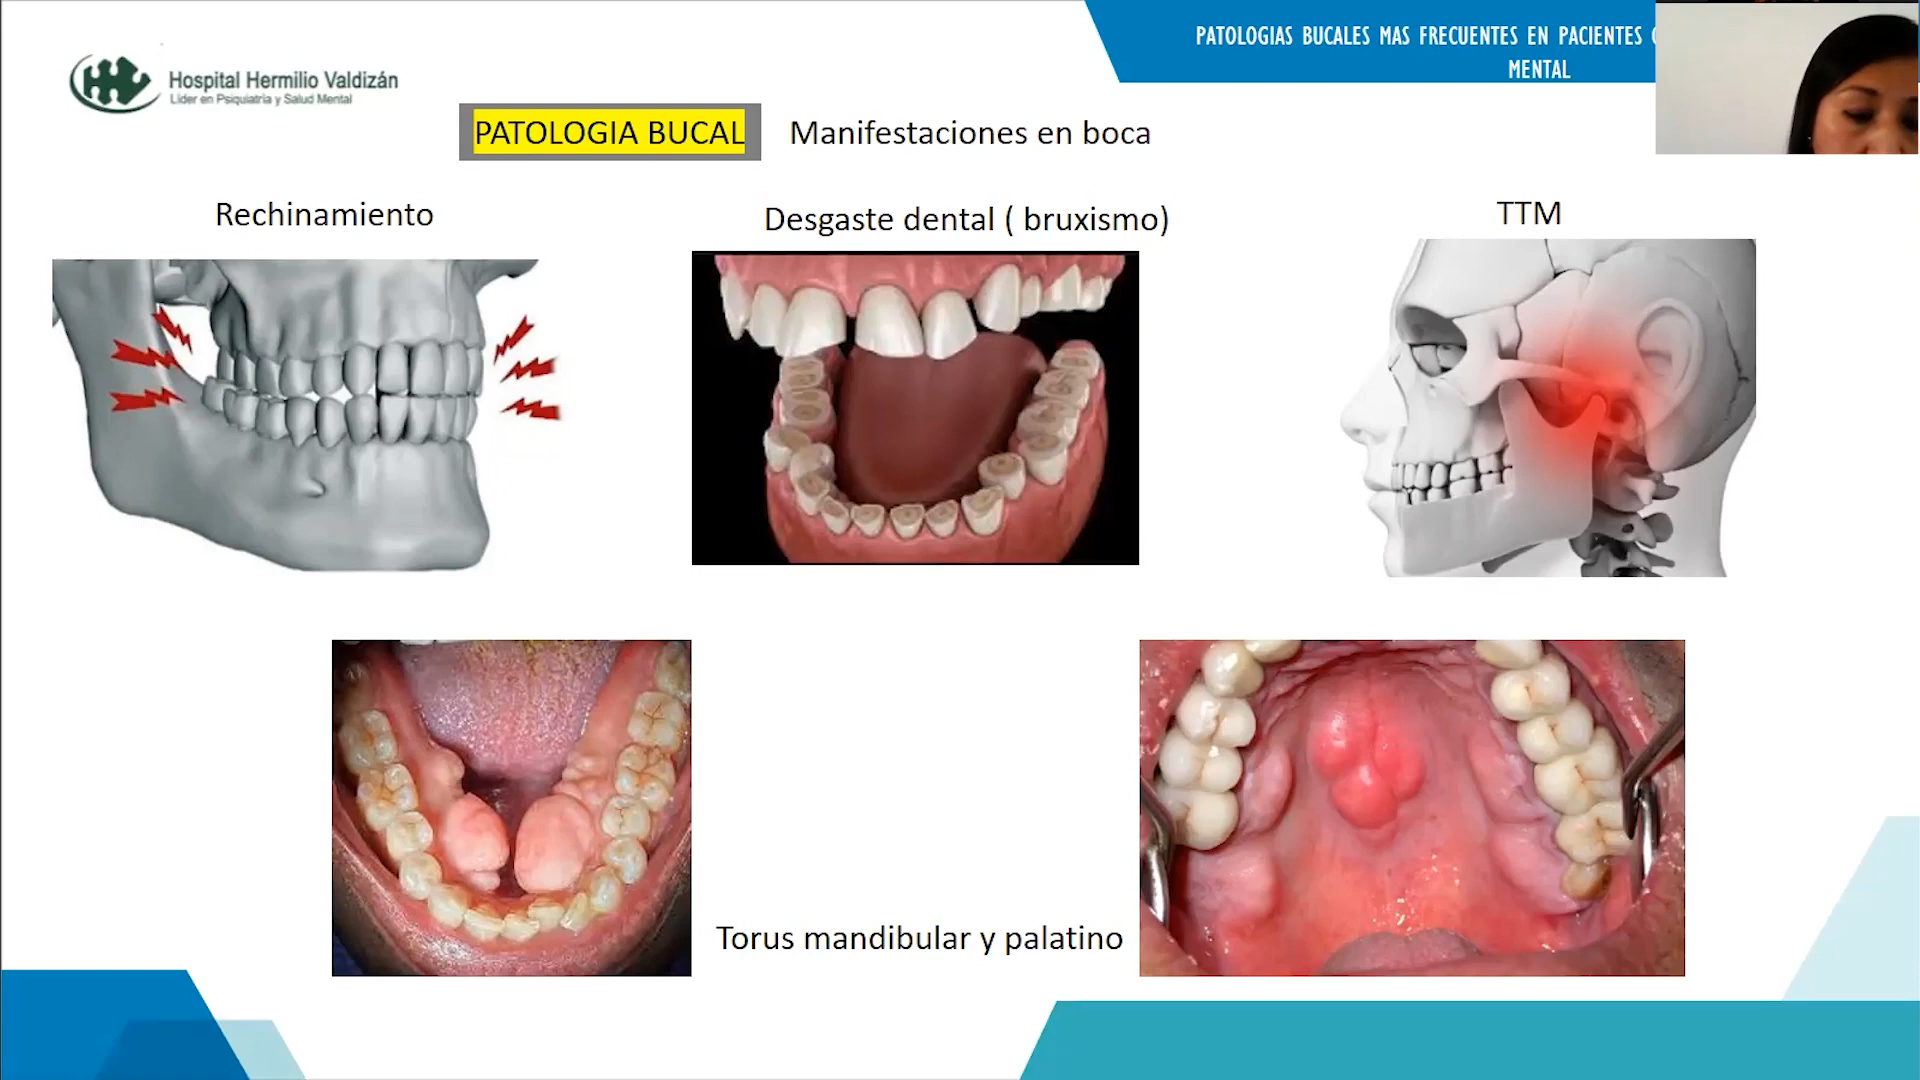 Hospital Hermilio Valdizán
Líder en Psiquiatría y Salud Mental
PATOLOGIAS BUCALES MAS FRECUENTES EN PACIENTES
MENTAL
PATOLOGIA BUCAL Manifestaciones en boca
Rechinamiento
Desgaste dental ( bruxismo)
TTM
Torus mandibular y palatino